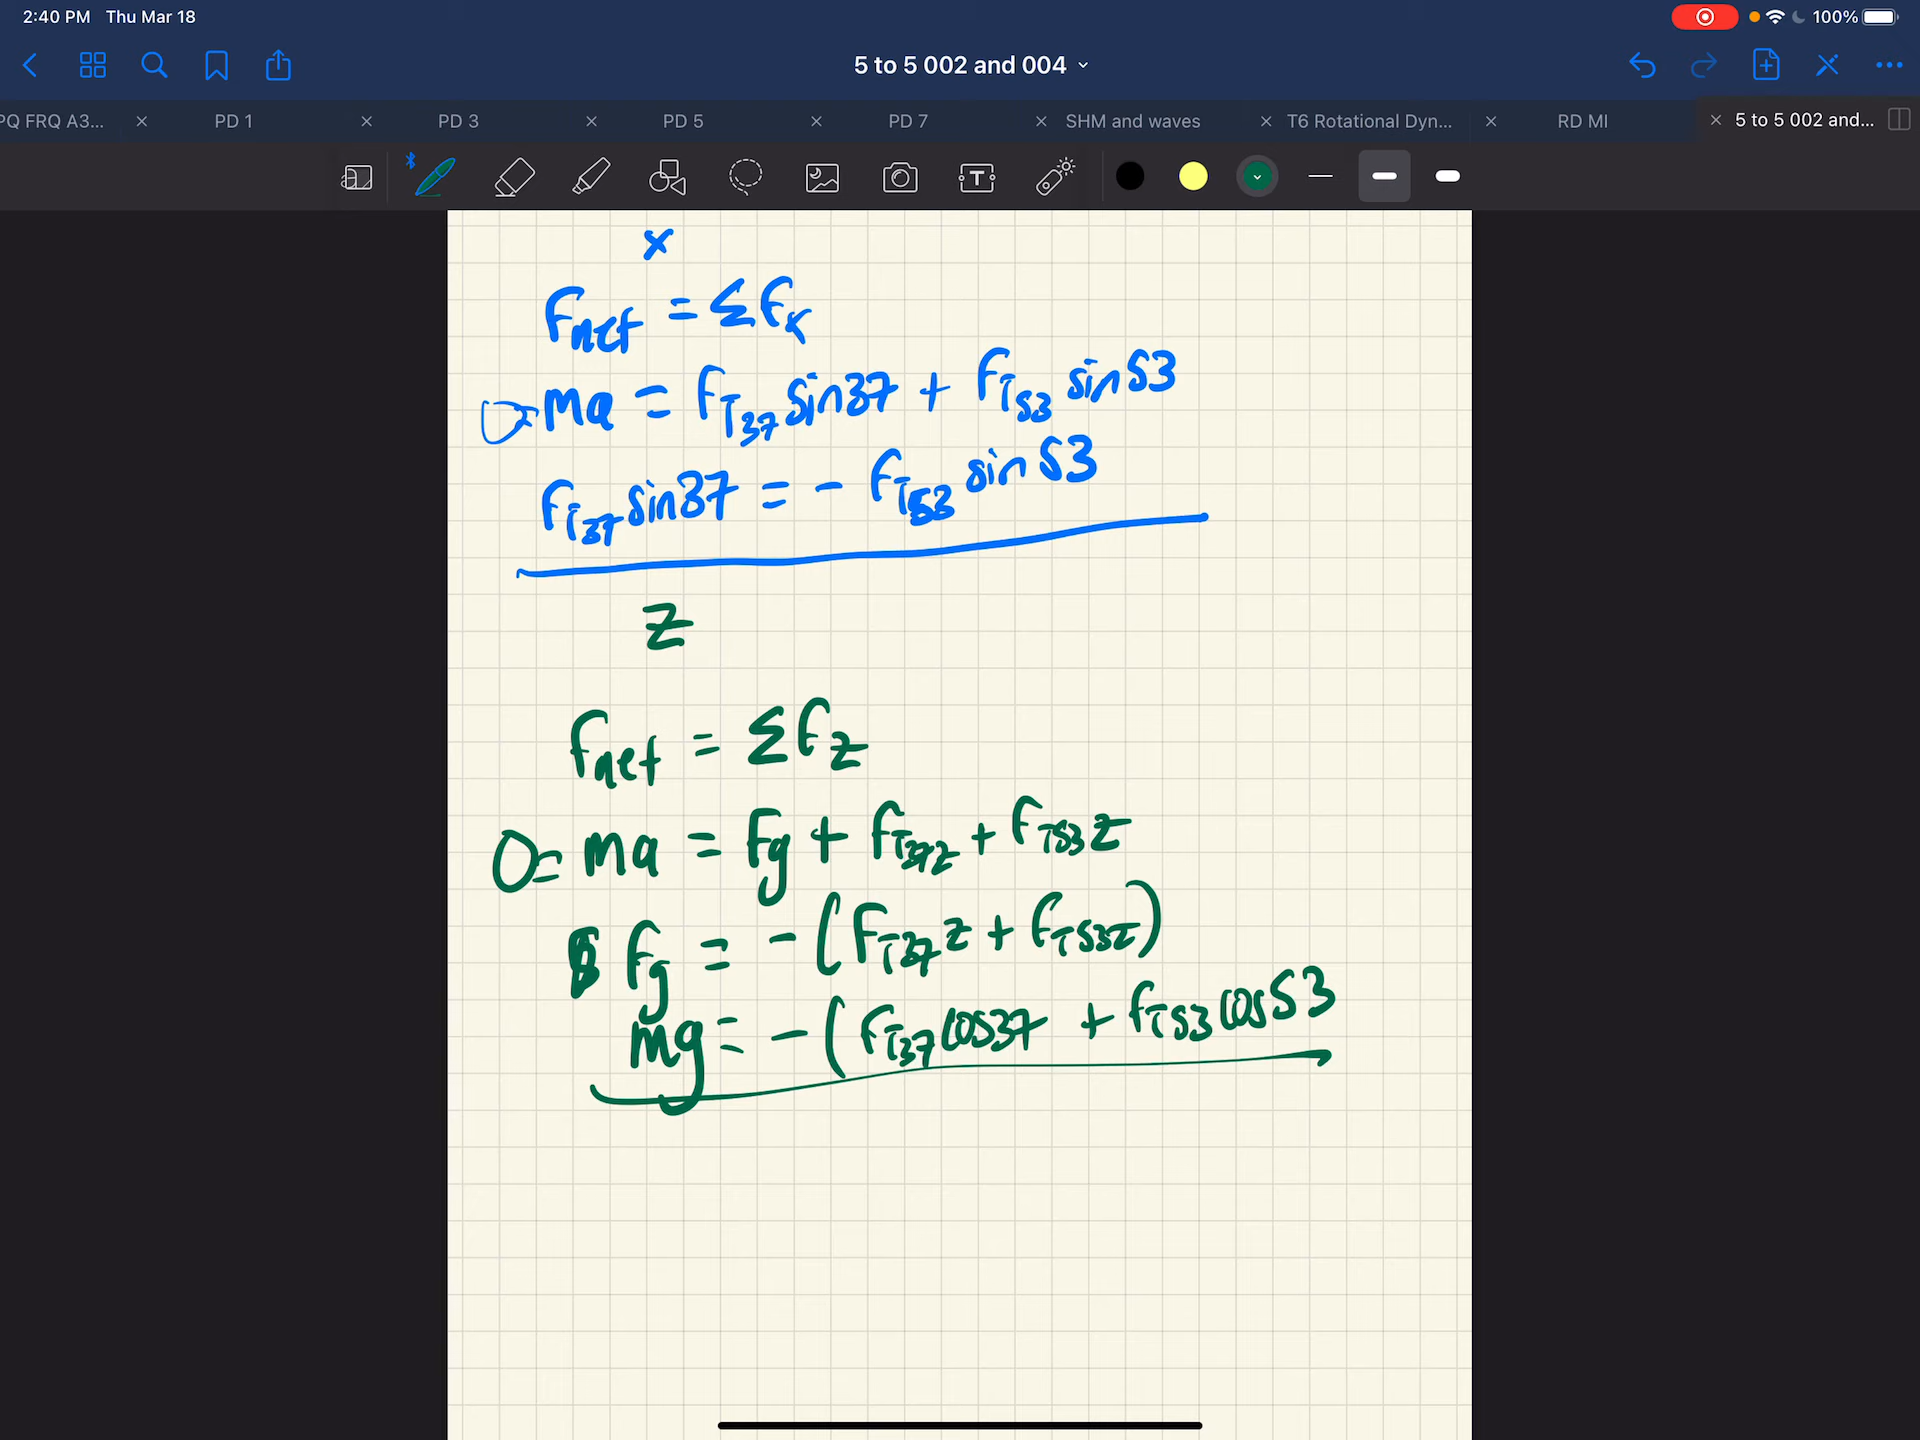 2:40 PM Thu Mar 18 100%
5 to 5 002 and 004
PQ FRQ A3... PD 1 PD 3 PD 5 PD 7 SHM and waves T6 Rotational Dyn... RD MI 5 to 5 002 and...
x
Fnet = ΣFx
0= ma = FT37 sin37 + FT53 sin53
FT37 sin37 = - FT53 sin53
Z
Fnet = ΣFz
0= ma = Fg + FT37z + FT53z
Fg = - (FT37z + FT53z)
mg = - (FT37 cos37 + FT53 cos53